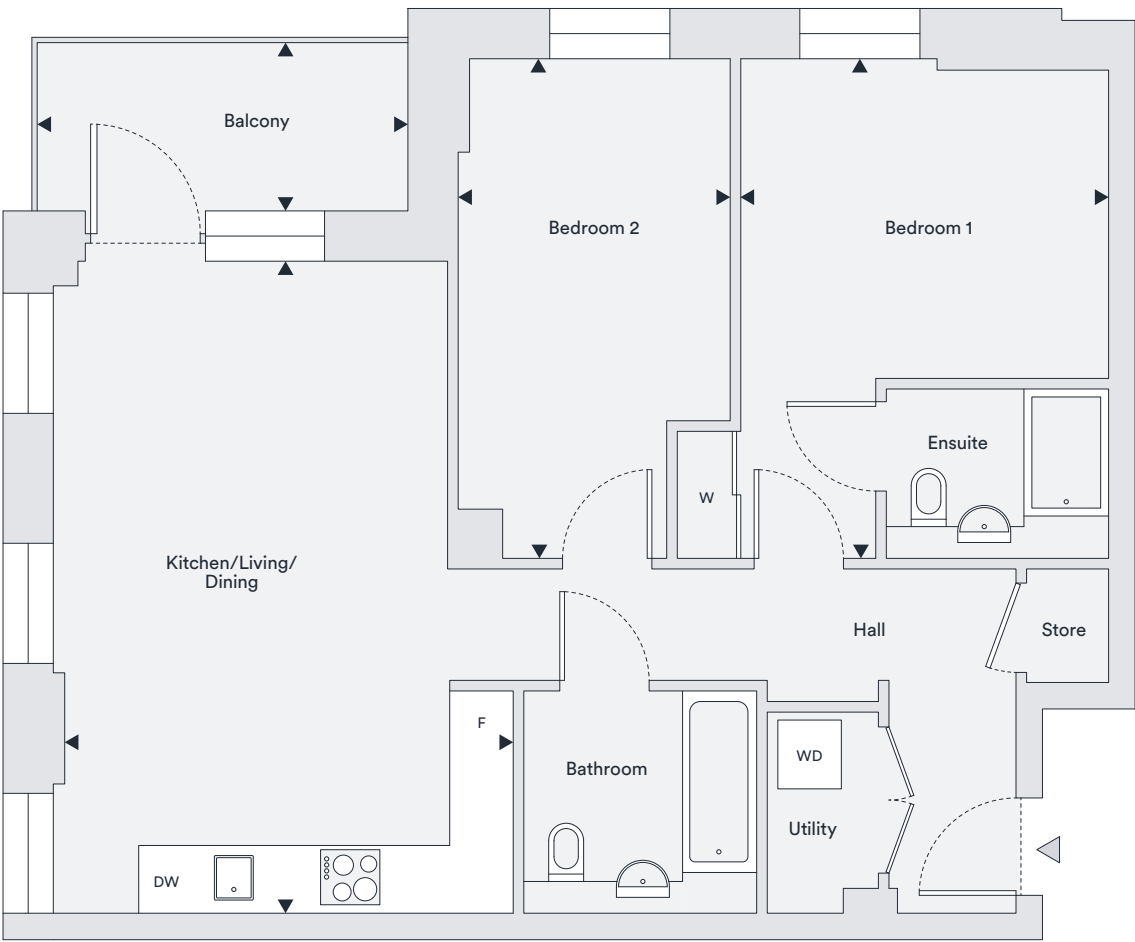 Balcony
Bedroom 2
Bedroom 1
Ensuite
W
Kitchen/Living/
Dining
Hall
Store
F
WD
Bathroom
Utility
DW